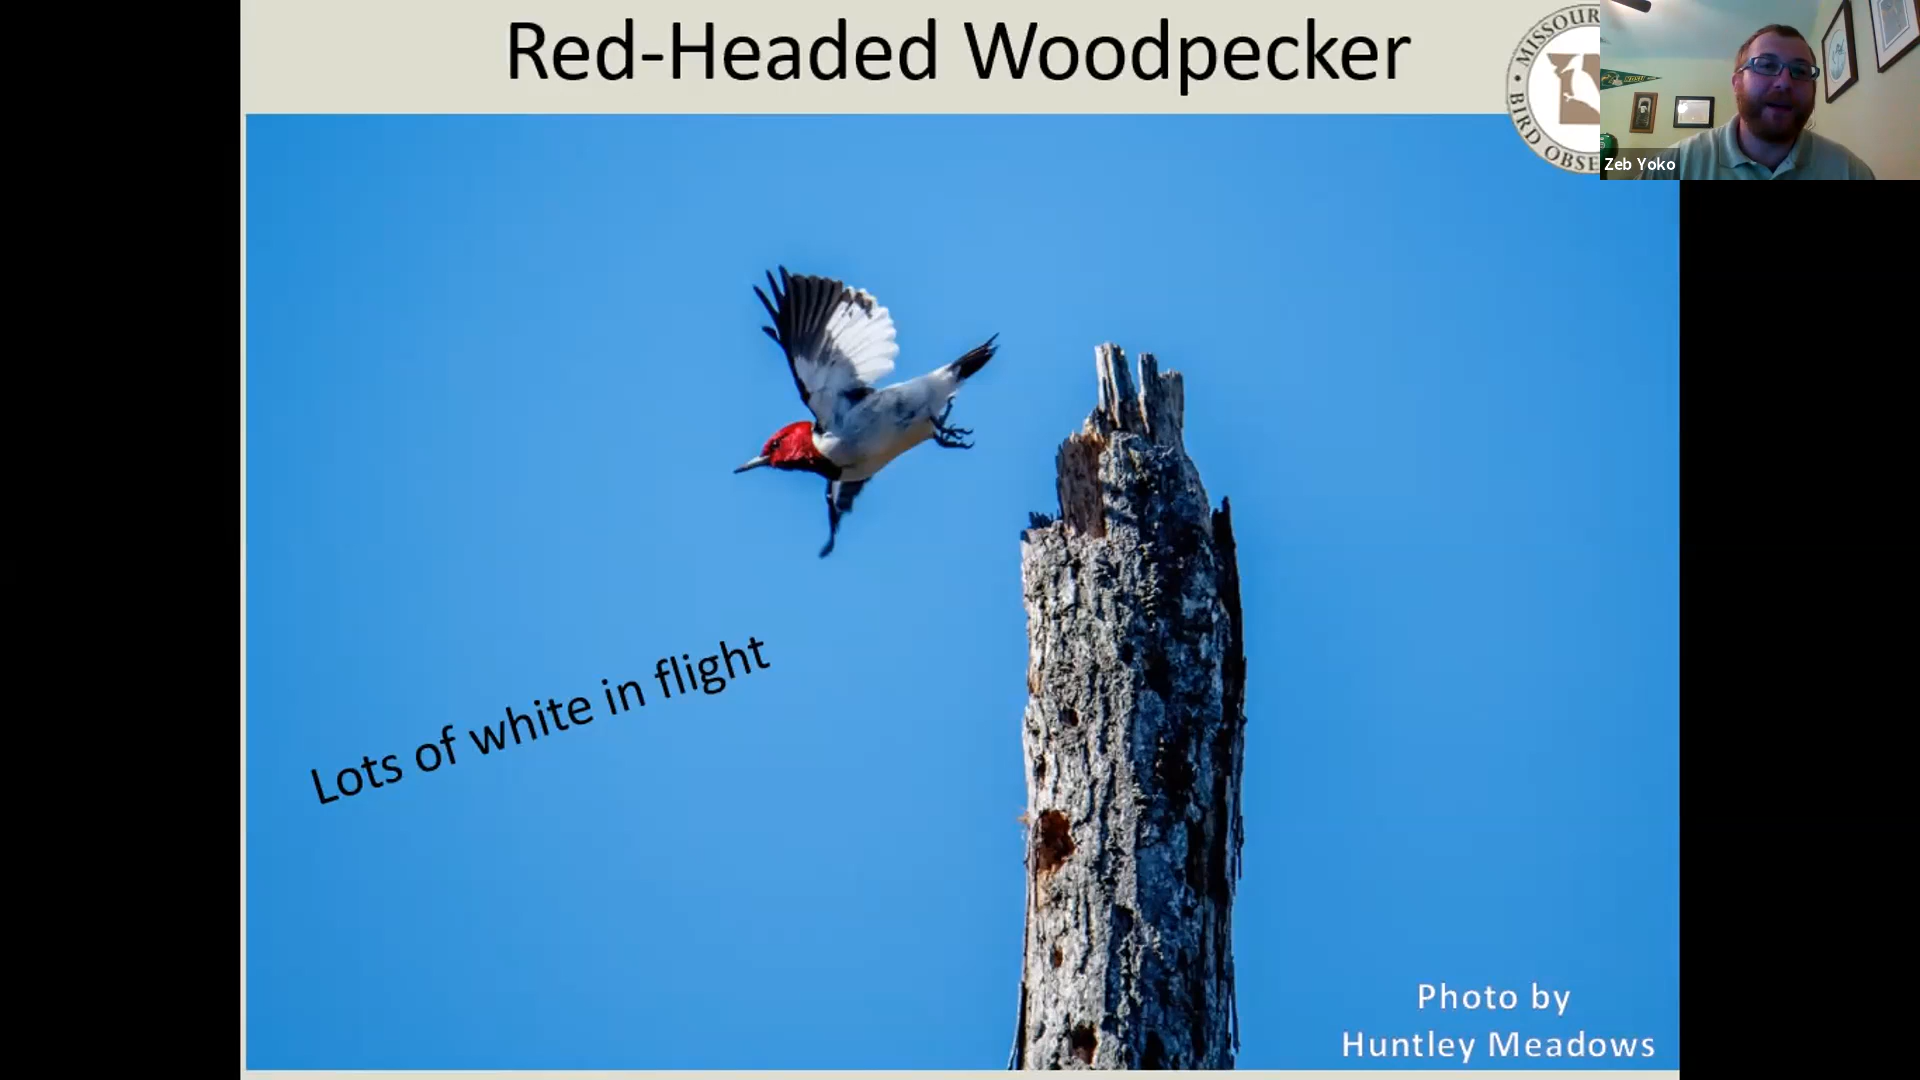 Red-Headed Woodpecker
MISSOUR
BIRD OBSE
Zeb Yoko
Lots of white in flight
Photo by
Huntley Meadows